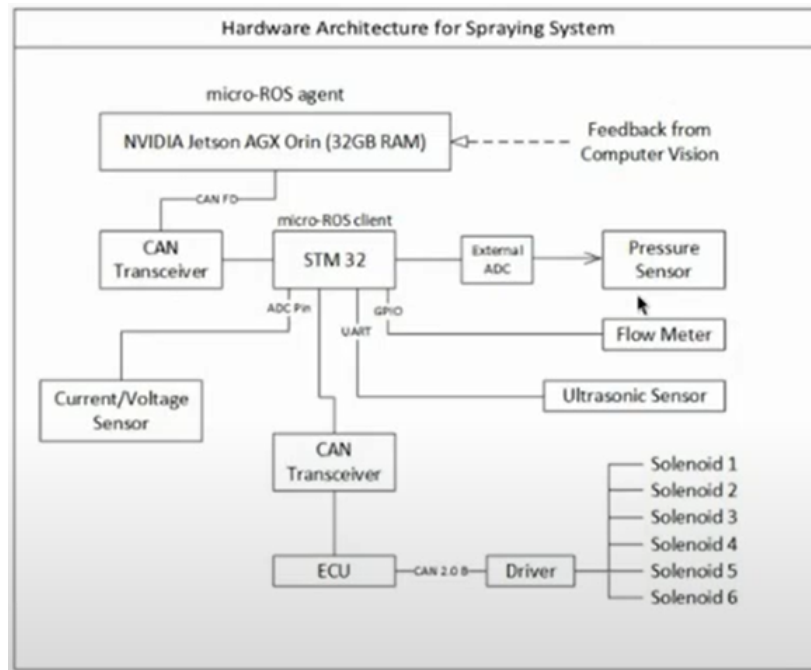 Hardware Architecture for Spraying System
micro-ROS agent
NVIDIA Jetson AGX Orin (32GB RAM)
Feedback from
Computer Vision
CAN FD
micro-ROS client
CAN
Transceiver
STM 32
External
ADC
Pressure
Sensor
ADC Pin
GPIO
UART
Flow Meter
Current/Voltage
Sensor
Ultrasonic Sensor
CAN
Transceiver
Solenoid 1
Solenoid 2
Solenoid 3
Solenoid 4
ECU
CAN 2.0 B
Driver
Solenoid 5
Solenoid 6